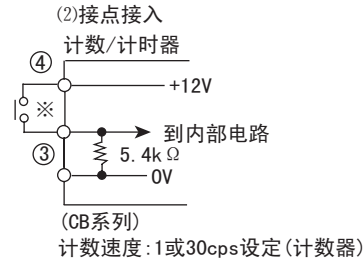 (2)接点接入
计数/计时器
④
+12V
※
到内部电路
③
5.4kΩ
0V
(CB系列)
计数速度:1或30cps设定(计数器)